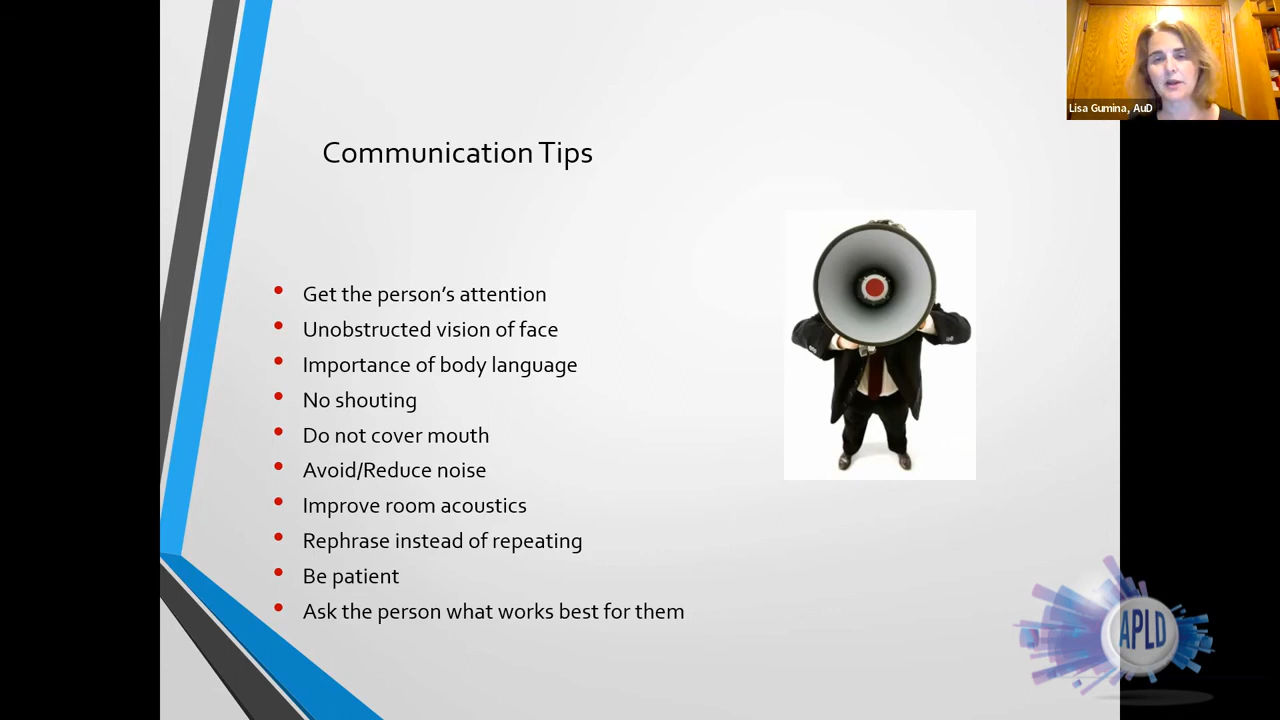 Lisa Gumina, AuD
Communication Tips
Get the person’s attention
Unobstructed vision of face
Importance of body language
No shouting
Do not cover mouth
Avoid/Reduce noise
Improve room acoustics
Rephrase instead of repeating
Be patient
Ask the person what works best for them
APLD